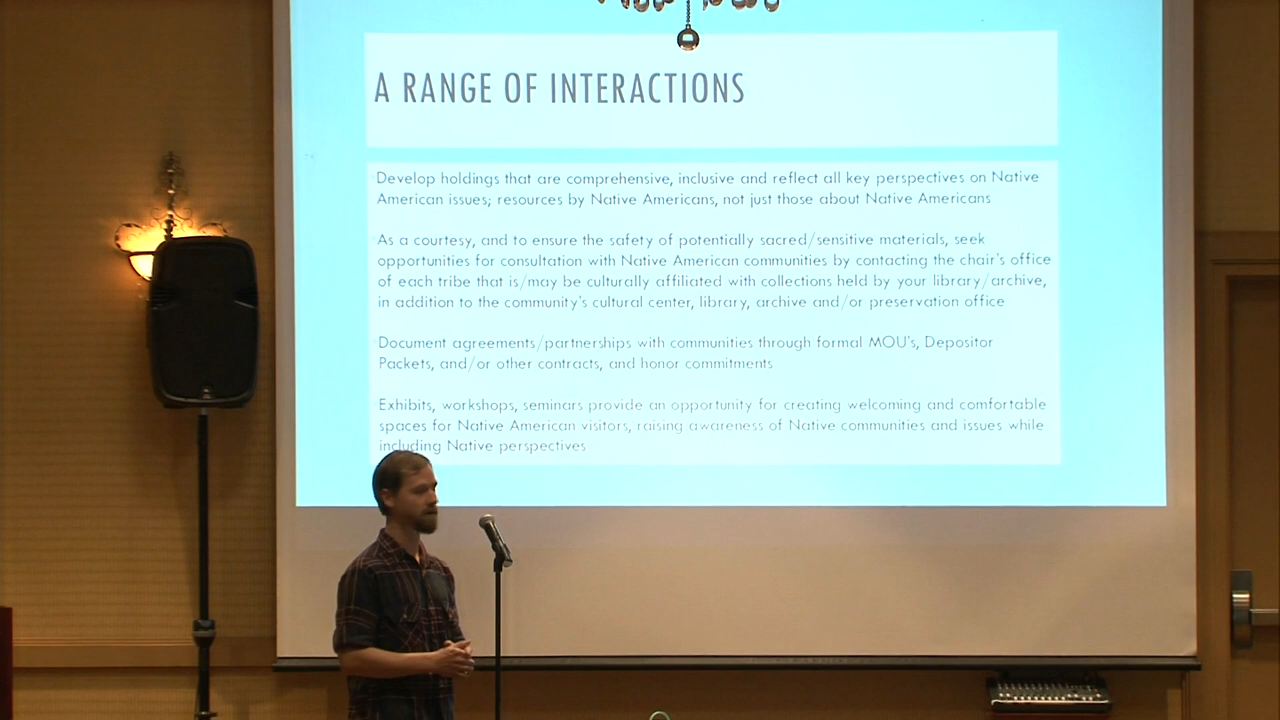 A RANGE OF INTERACTIONS
Develop holdings that are comprehensive, inclusive and reflect all key perspectives on Native
American issues; resources by Native Americans, not just those about Native Americans
As a courtesy, and to ensure the safety of potentially sacred/sensitive materials, seek
opportunities for consultation with Native American communities by contacting the chair's office
of each tribe that is/may be culturally affiliated with collections held by your library/archive,
in addition to the community's cultural center, library, archive and/or preservation office
Document agreements/partnerships with communities through formal MOU's, Depositor
Packets, and/or other contracts, and honor commitments
Exhibits, workshops, seminars provide an opportunity for creating welcoming and comfortable
spaces for Native American visitors, raising awareness of Native communities and issues while
including Native perspectives